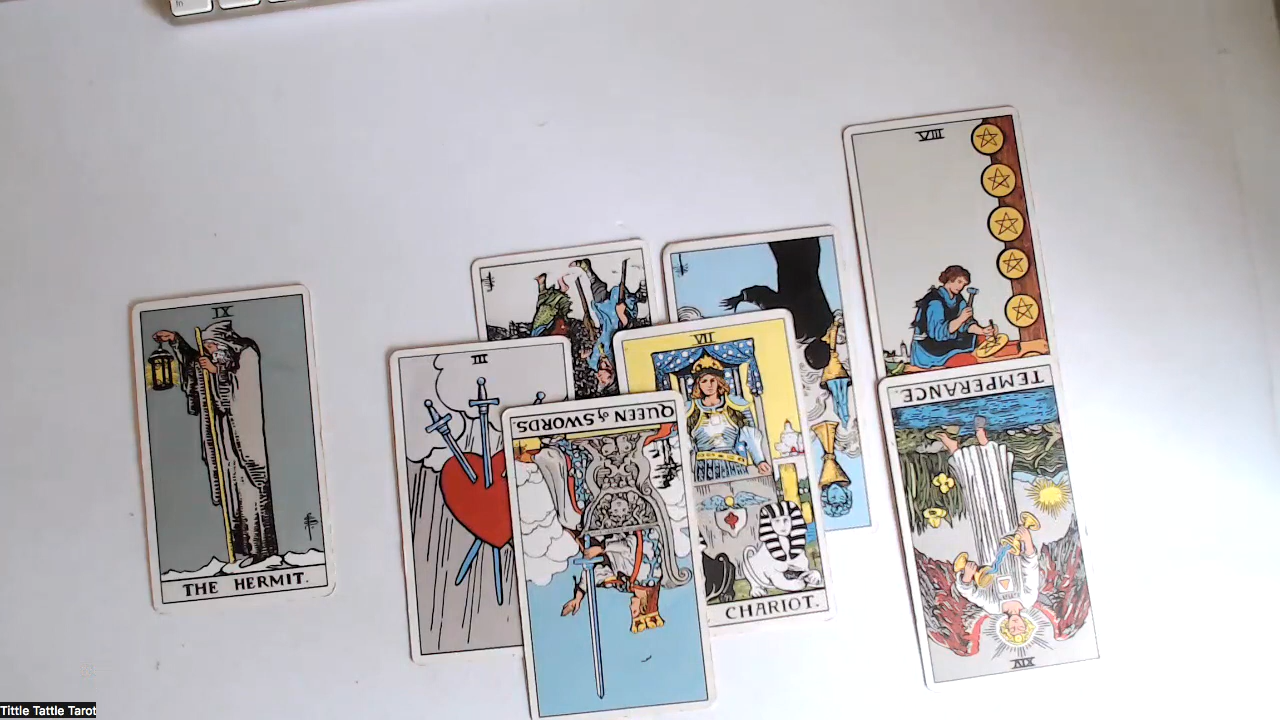 VIII
IX
III
VII
TEMPERANCE.
QUEEN of SWORDS.
THE HERMIT.
CHARIOT.
XIV
Tittle Tattle Tarot